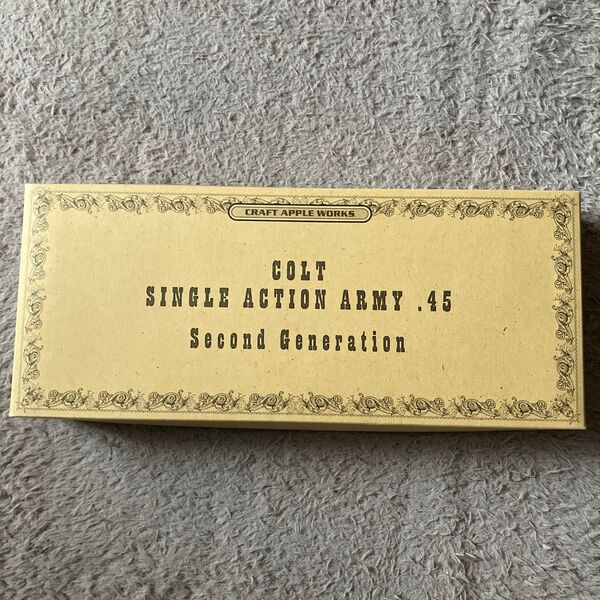 CRAFT APPLE WORKS
COLT
SINGLE ACTION ARMY .45
Second Generation